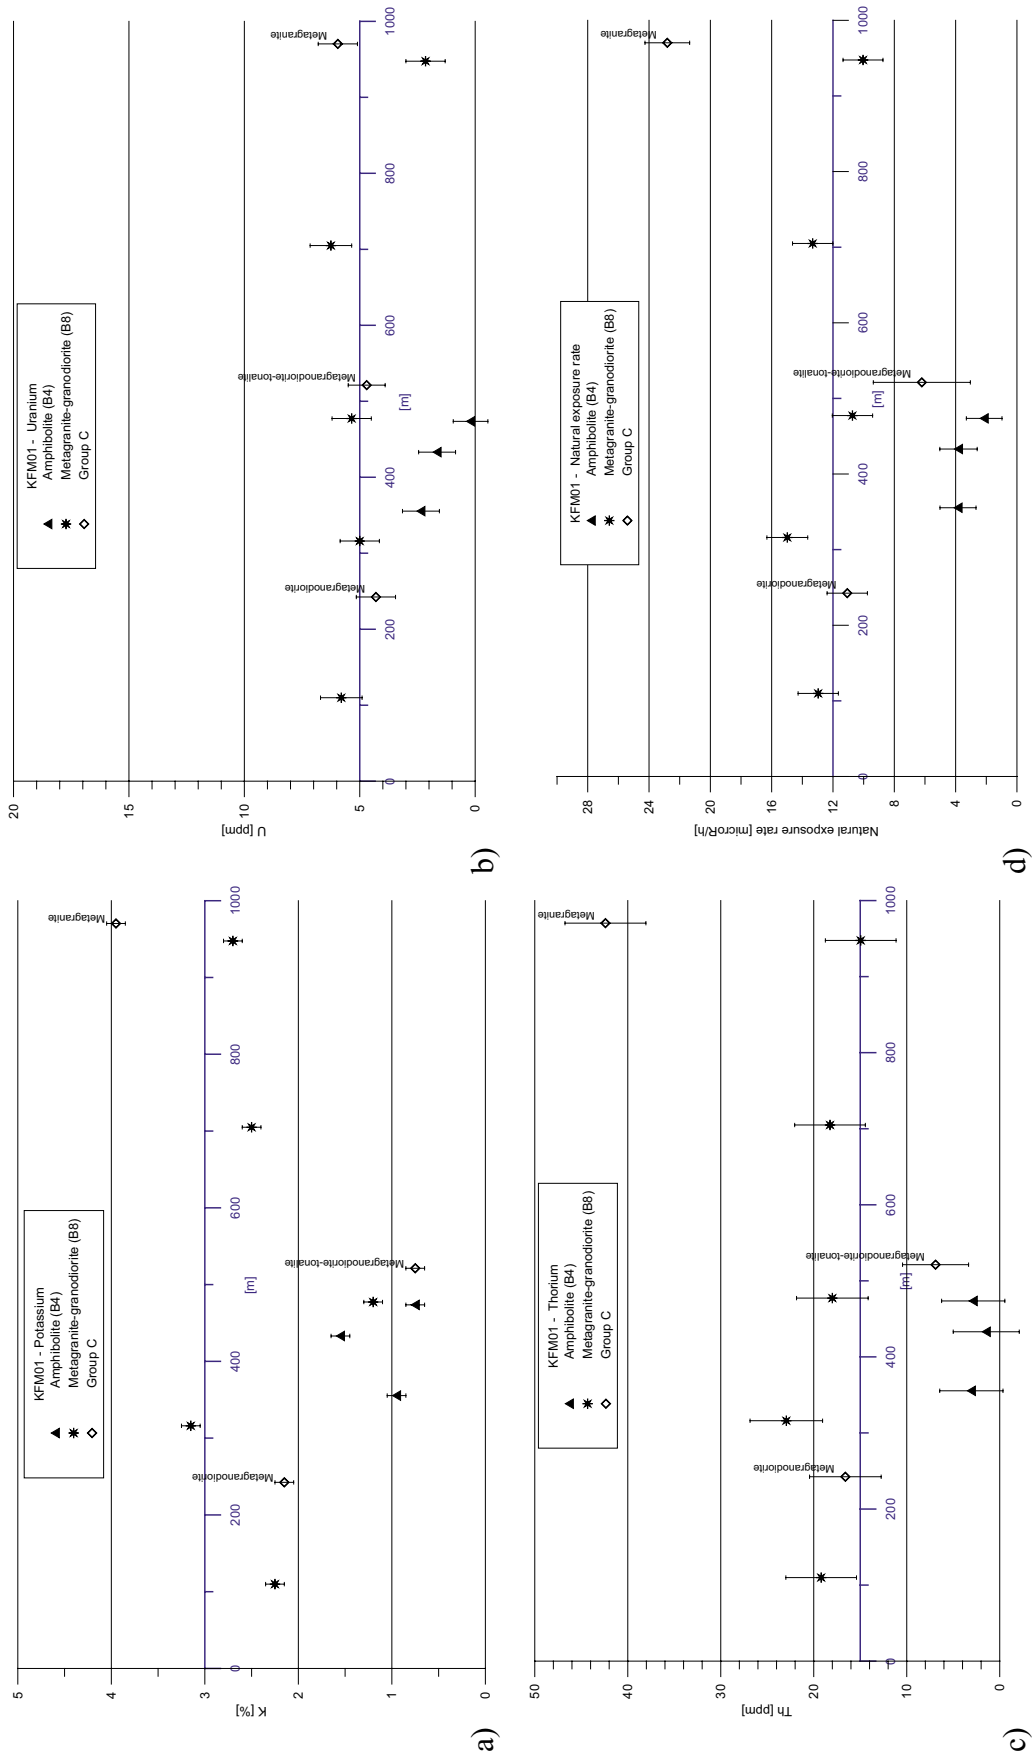 a)
KFM01 - Potassium
Amphibolite (B4)
Metagranite-granodiorite (B8)
Group C
K [%]
5
4
3
2
1
0
0
200
400
600
800
1000
[m]
Metagranodiorite
Metagranodiorite-tonalite
Metagranite
b)
KFM01 - Uranium
Amphibolite (B4)
Metagranite-granodiorite (B8)
Group C
U [ppm]
20
15
10
5
0
0
200
400
600
800
1000
[m]
Metagranodiorite
Metagranodiorite-tonalite
Metagranite
c)
KFM01 - Thorium
Amphibolite (B4)
Metagranite-granodiorite (B8)
Group C
Th [ppm]
50
40
30
20
10
0
0
200
400
600
800
1000
[m]
Metagranodiorite
Metagranodiorite-tonalite
Metagranite
d)
KFM01 - Natural exposure rate
Amphibolite (B4)
Metagranite-granodiorite (B8)
Group C
Natural exposure rate [microR/h]
28
24
20
16
12
8
4
0
0
200
400
600
800
1000
[m]
Metagranodiorite
Metagranodiorite-tonalite
Metagranite